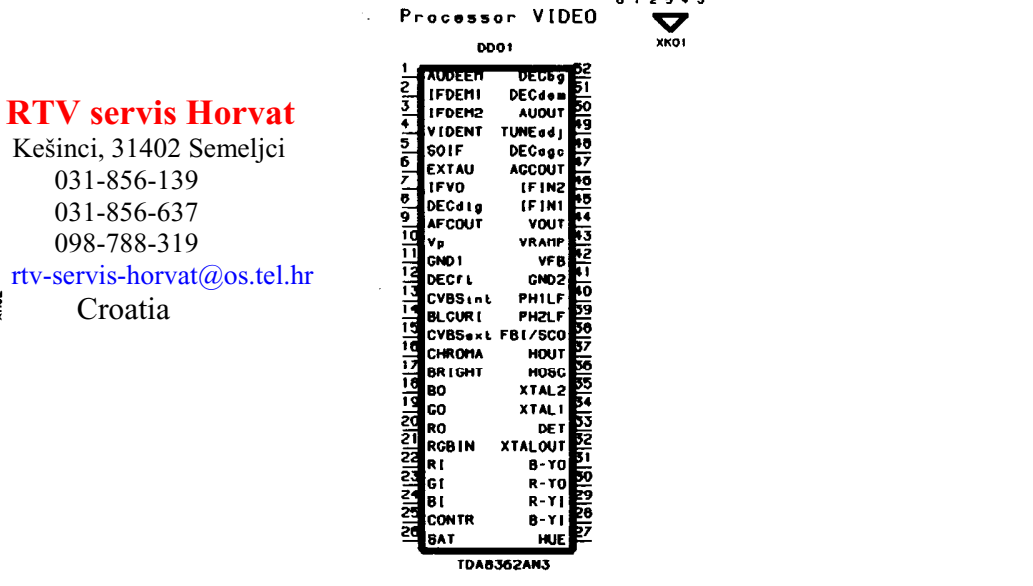 Processor VIDEO
XK01
DD01
RTV servis Horvat
Kešinci, 31402 Semeljci
031-856-139
031-856-637
098-788-319
rtv-servis-horvat@os.tel.hr
Croatia
1 AUDEEM DECbg 52
2 IFDEM1 DECdem 51
3 IFDEM2 AUOUT 50
4 VIDENT TUNEadj 49
5 SOIF DECagc 48
6 EXTAU AGCOUT 47
7 IFVO IFIN2 46
8 DECdig IFIN1 45
9 AFCOUT VOUT 44
10 Vp VRAMP 43
11 GND1 VFB 42
12 DECft GND2 41
13 CVBSint PH1LF 40
14 BLCURI PH2LF 39
15 CVBSext FBI/SCO 38
16 CHROMA HOUT 37
17 BRIGHT HOSC 36
18 BO XTAL2 35
19 GO XTAL1 34
20 RO DET 33
21 RGBIN XTALOUT 32
22 RI B-YO 31
23 GI R-YO 30
24 BI R-YI 29
25 CONTR B-YI 28
26 SAT HUE 27
TDA8362AN3